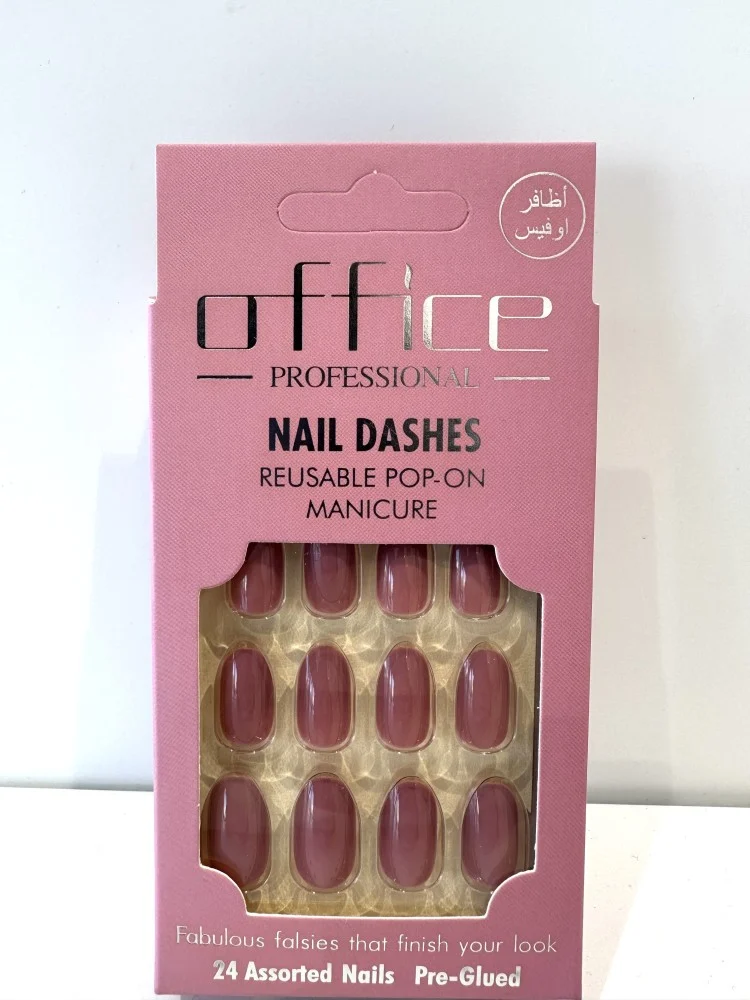 أظافر
اوفيس
office
PROFESSIONAL
NAIL DASHES
REUSABLE POP-ON
MANICURE
Fabulous falsies that finish your look
24 Assorted Nails Pre-Glued